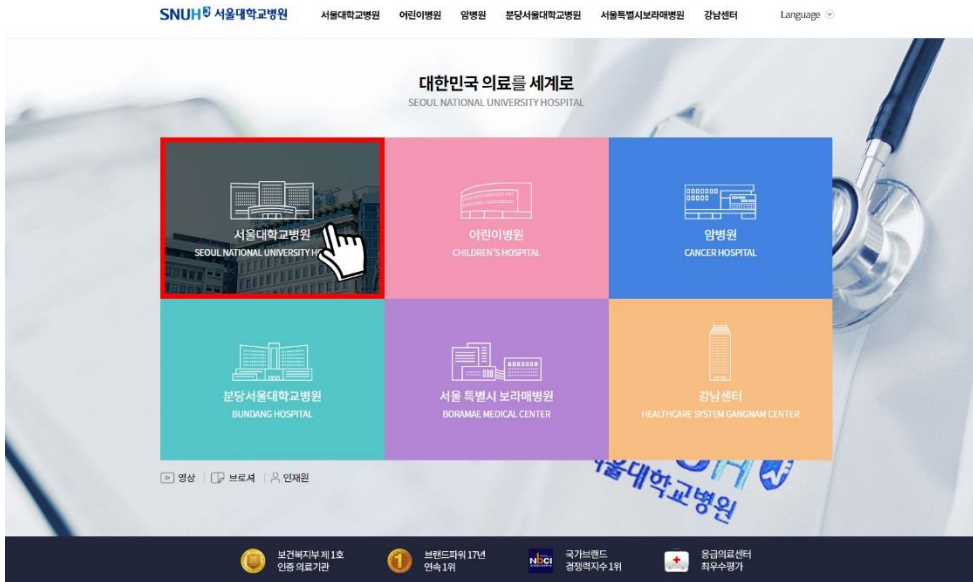 SNUH 서울대학교병원
서울대학교병원 어린이병원 암병원 분당서울대학교병원 서울특별시보라매병원 강남센터 Language
대한민국 의료를 세계로
SEOUL NATIONAL UNIVERSITY HOSPITAL
서울대학교병원
SEOUL NATIONAL UNIVERSITY
어린이병원
CHILDREN'S HOSPITAL
암병원
CANCER HOSPITAL
분당서울대학교병원
BUNDANG HOSPITAL
서울 특별시 보라매병원
BORAMAE MEDICAL CENTER
강남센터
HEALTHCARE SYSTEM GANGNAM CENTER
영상 브로셔 인재원
서울대학교병원
보건복지부 제1호
인증 의료기관
1
브랜드파워 17년
연속 1위
NBCI
국가브랜드
경쟁력지수 1위
응급의료센터
최우수평가